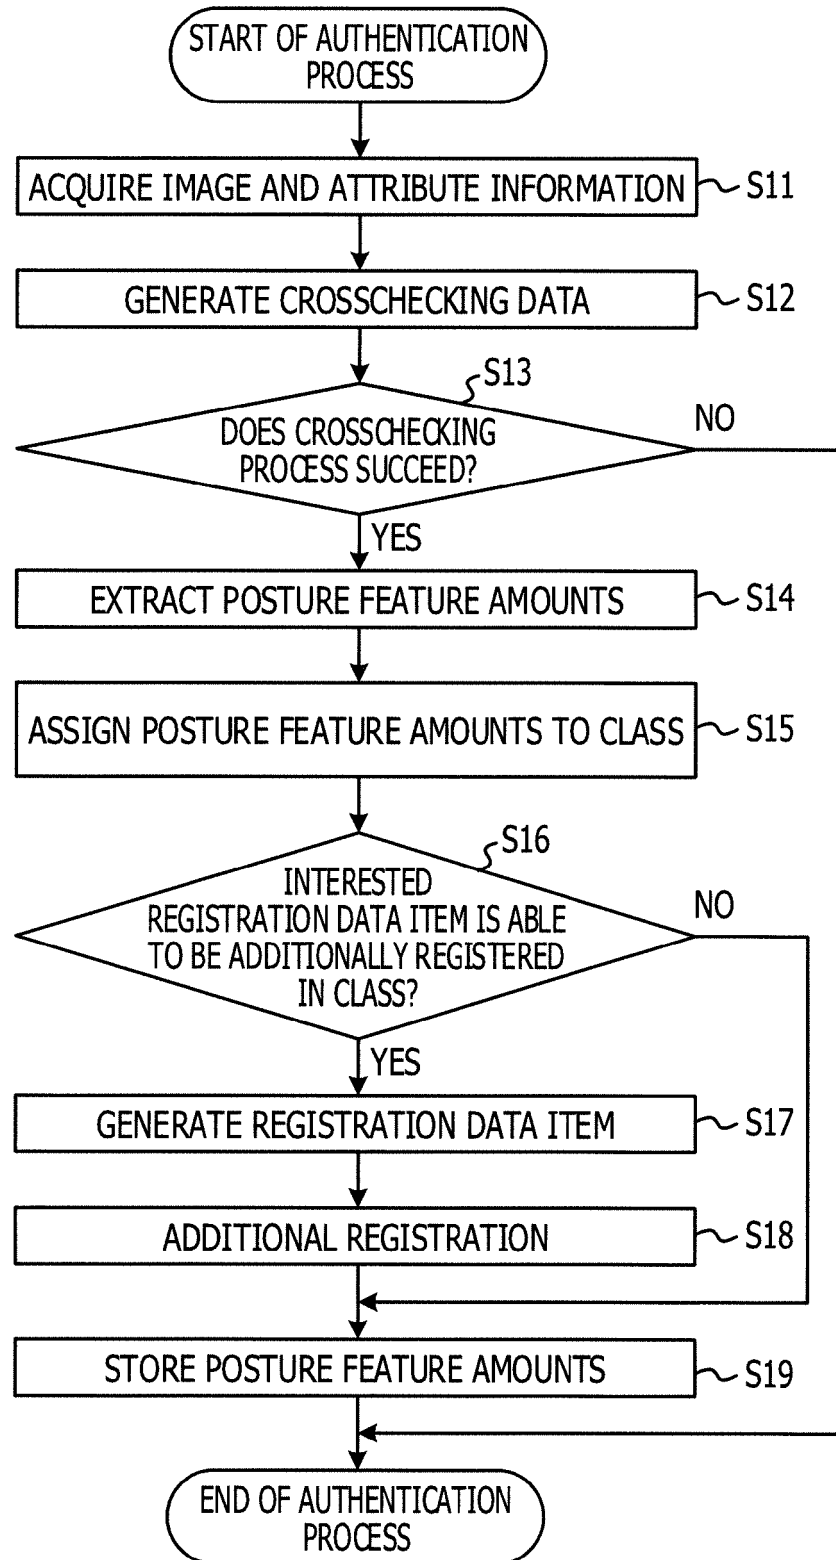 START OF AUTHENTICATION
PROCESS
ACQUIRE IMAGE AND ATTRIBUTE INFORMATION
S11
GENERATE CROSSCHECKING DATA
S12
S13
DOES CROSSCHECKING
PROCESS SUCCEED?
NO
YES
EXTRACT POSTURE FEATURE AMOUNTS
S14
ASSIGN POSTURE FEATURE AMOUNTS TO CLASS
S15
S16
INTERESTED
REGISTRATION DATA ITEM IS ABLE
TO BE ADDITIONALLY REGISTERED
IN CLASS?
NO
YES
GENERATE REGISTRATION DATA ITEM
S17
ADDITIONAL REGISTRATION
S18
STORE POSTURE FEATURE AMOUNTS
S19
END OF AUTHENTICATION
PROCESS